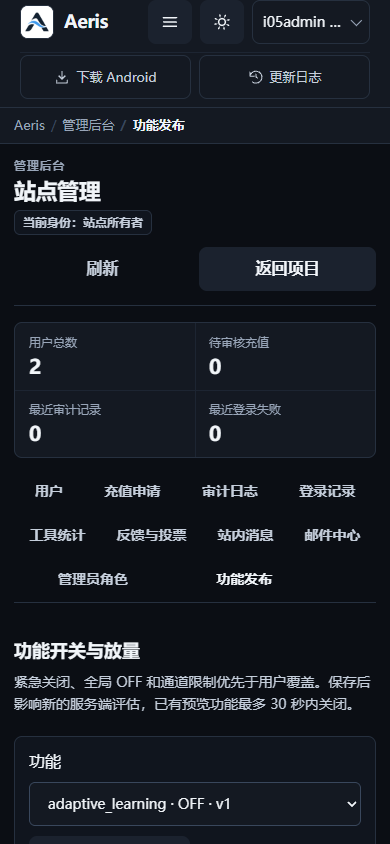 Aeris
i05admin ...
下载 Android
更新日志
Aeris / 管理后台 / 功能发布
管理后台
站点管理
当前身份：站点所有者
刷新
返回项目
用户总数
2
待审核充值
0
最近审计记录
0
最近登录失败
0
用户
充值申请
审计日志
登录记录
工具统计
反馈与投票
站内消息
邮件中心
管理员角色
功能发布
功能开关与放量
紧急关闭、全局 OFF 和通道限制优先于用户覆盖。保存后
影响新的服务端评估，已有预览功能最多 30 秒内关闭。
功能
adaptive_learning · OFF · v1